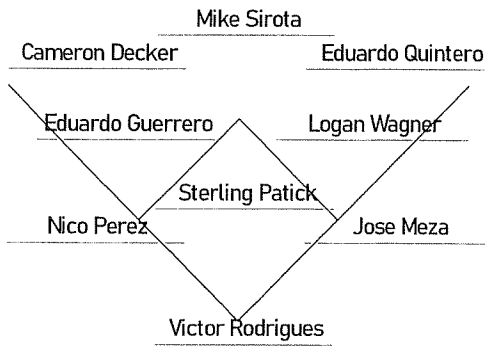 Mike Sirota
Cameron Decker
Eduardo Quintero
Eduardo Guerrero
Logan Wagner
Sterling Patick
Nico Perez
Jose Meza
Victor Rodrigues